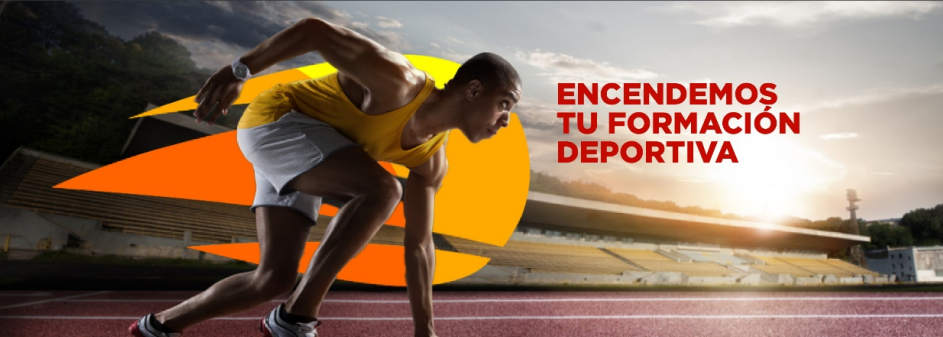 ENCENDEMOS
TU FORMACIÓN
DEPORTIVA